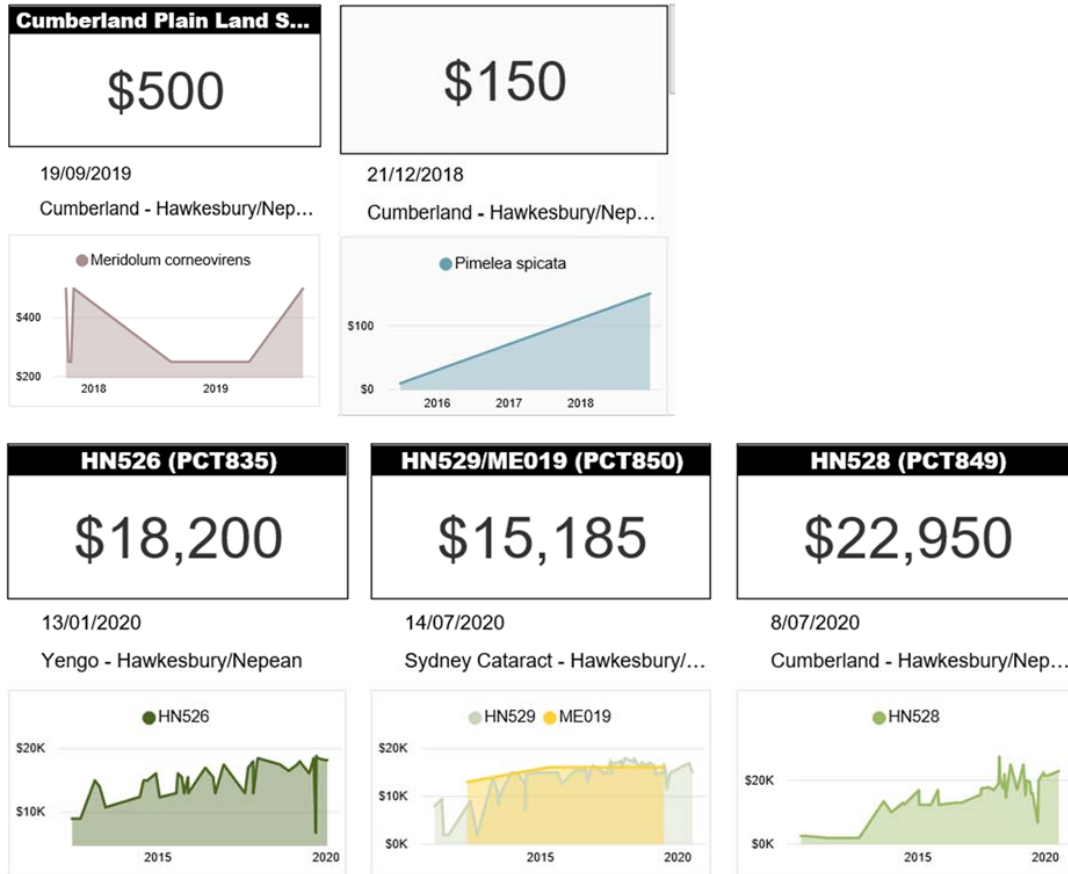 Cumberland Plain Land S...
$500
19/09/2019
Cumberland - Hawkesbury/Nep...
Meridolum corneovirens
$400
$200
2018 2019
$150
21/12/2018
Cumberland - Hawkesbury/Nep...
Pimelea spicata
$100
$0
2016 2017 2018
HN526 (PCT835)
$18,200
13/01/2020
Yengo - Hawkesbury/Nepean
HN526
$20K
$10K
2015 2020
HN529/ME019 (PCT850)
$15,185
14/07/2020
Sydney Cataract - Hawkesbury/...
HN529 ME019
$20K
$10K
$0K
2015 2020
HN528 (PCT849)
$22,950
8/07/2020
Cumberland - Hawkesbury/Nep...
HN528
$20K
$0K
2015 2020